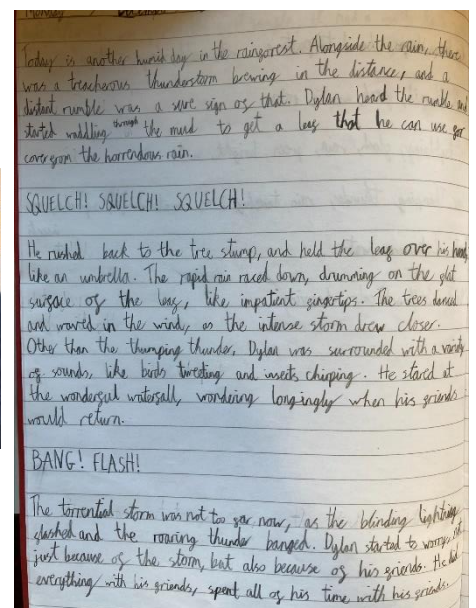 Monday
Today is another humid day in the rainforest. Alongside the rain, there
was a treacherous thunderstorm brewing in the distance, and a
distant rumble was a sure sign of that. Dylan heard the rumble and
started waddling through the mud to get a leaf that he can use for
cover from the horrendous rain.
SQUELCH! SQUELCH! SQUELCH!
He rushed back to the tree stump, and held the leaf over his head,
like an umbrella. The rapid rain raced down, drumming on the flat
surface of the leaf, like impatient fingertips. The trees danced
and waved in the wind, as the intense storm drew closer.
Other than the thumping thunder, Dylan was surrounded with a variety
of sounds, like birds tweeting and insects chirping. He stared at
the wonderful waterfall, wondering longingly when his friends
would return.
BANG! FLASH!
The torrential storm was not too far now, as the blinding lightning
flashed and the roaring thunder banged. Dylan started to worry, not
just because of the storm, but also because of his friends. He did
everything with his friends, spent all of his time with his friends.